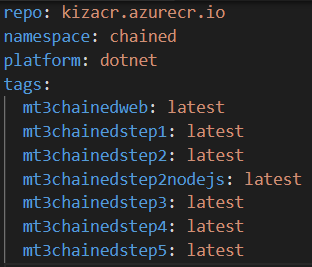 repo: kizacr.azurecr.io
namespace: chained
platform: dotnet
tags:
  mt3chainedweb: latest
  mt3chainedstep1: latest
  mt3chainedstep2: latest
  mt3chainedstep2nodejs: latest
  mt3chainedstep3: latest
  mt3chainedstep4: latest
  mt3chainedstep5: latest